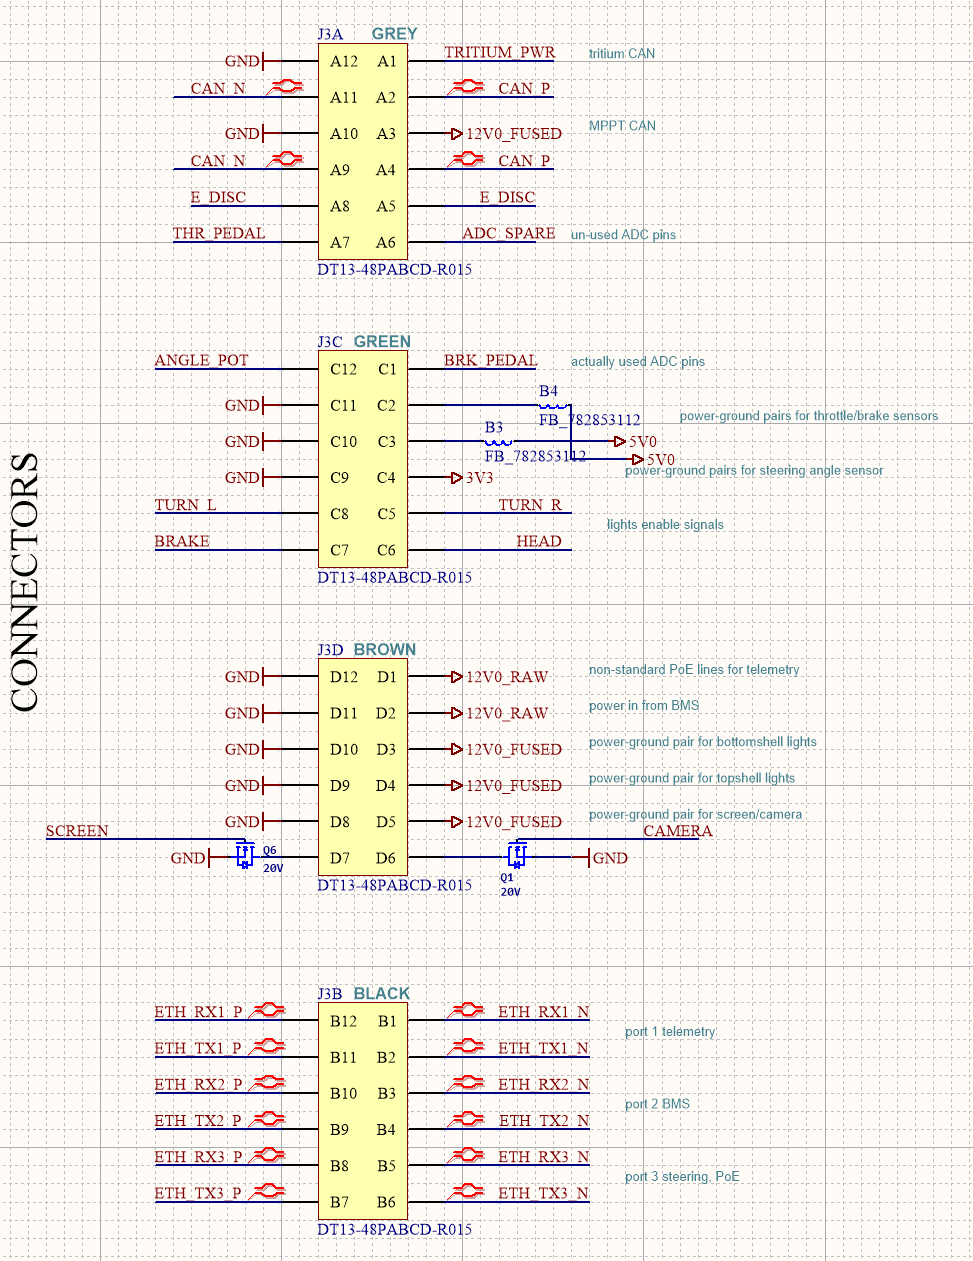 CONNECTORS
J3A GREY
GND A12 A1 TRITIUM_PWR tritium CAN
CAN_N A11 A2 CAN_P
GND A10 A3 12V0_FUSED MPPT CAN
CAN_N A9 A4 CAN_P
E_DISC A8 A5 E_DISC
THR_PEDAL A7 A6 ADC_SPARE un-used ADC pins
DT13-48PABCD-R015
J3C GREEN
ANGLE_POT C12 C1 BRK_PEDAL actually used ADC pins
B4
GND C11 C2 FB_782853112 power-ground pairs for throttle/brake sensors
B3
GND C10 C3 5V0
FB_782853112 5V0
GND C9 C4 3V3 power-ground pairs for steering angle sensor
TURN_L C8 C5 TURN_R
lights enable signals
BRAKE C7 C6 HEAD
DT13-48PABCD-R015
J3D BROWN
GND D12 D1 12V0_RAW non-standard PoE lines for telemetry
GND D11 D2 12V0_RAW power in from BMS
GND D10 D3 12V0_FUSED power-ground pair for bottomshell lights
GND D9 D4 12V0_FUSED power-ground pair for topshell lights
GND D8 D5 12V0_FUSED power-ground pair for screen/camera
SCREEN CAMERA
GND Q6 D7 D6 GND
20V Q1
20V
DT13-48PABCD-R015
J3B BLACK
ETH_RX1_P B12 B1 ETH_RX1_N
port 1 telemetry
ETH_TX1_P B11 B2 ETH_TX1_N
ETH_RX2_P B10 B3 ETH_RX2_N
port 2 BMS
ETH_TX2_P B9 B4 ETH_TX2_N
ETH_RX3_P B8 B5 ETH_RX3_N
port 3 steering, PoE
ETH_TX3_P B7 B6 ETH_TX3_N
DT13-48PABCD-R015